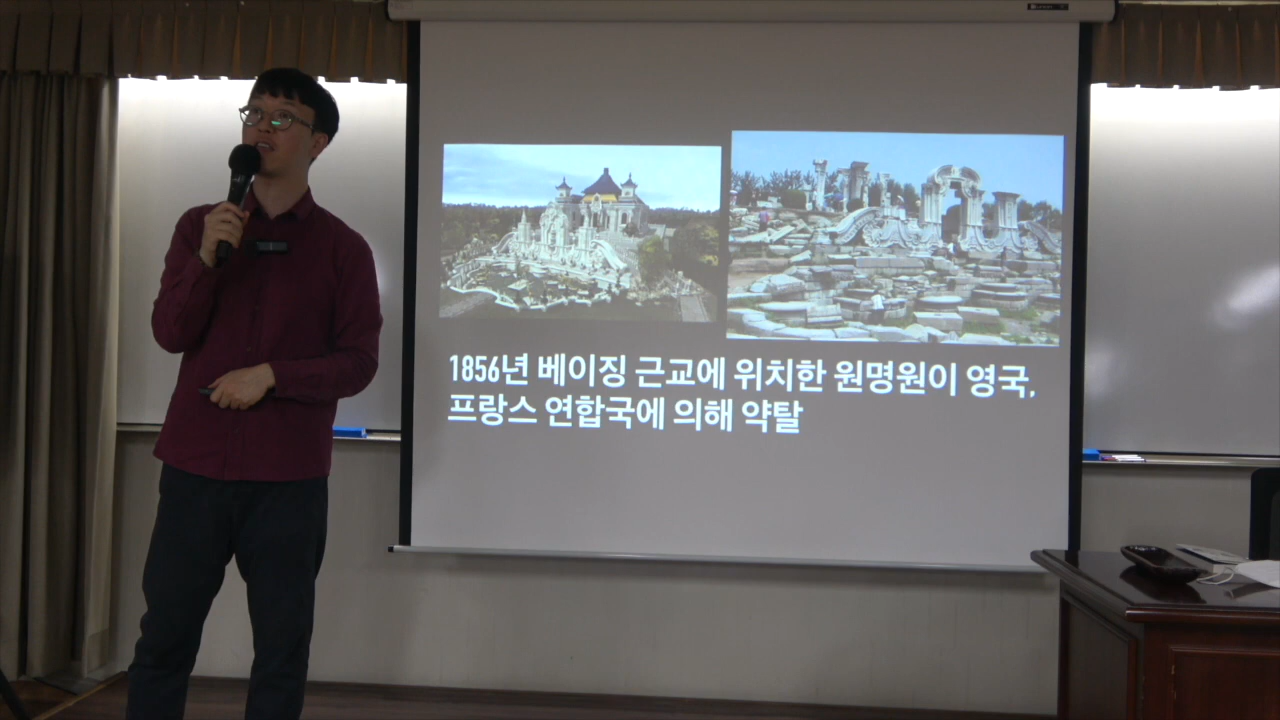 1856년 베이징 근교에 위치한 원명원이 영국,
프랑스 연합국에 의해 약탈